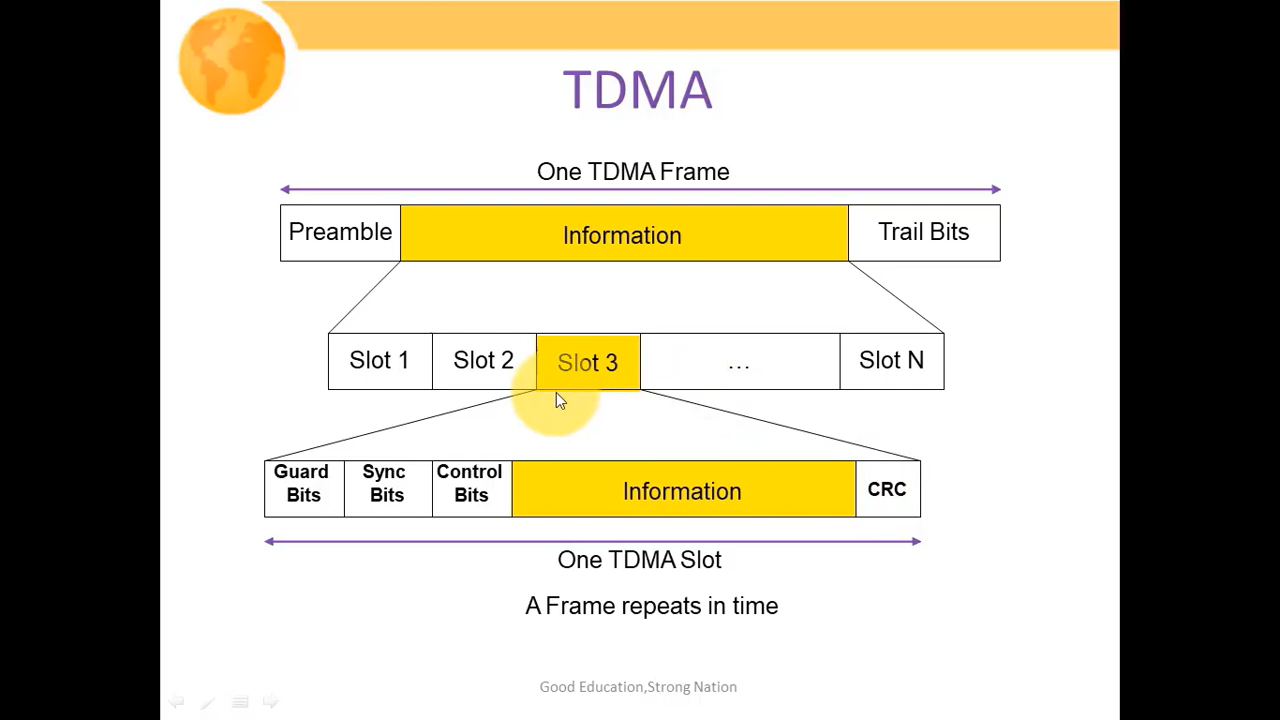 TDMA
One TDMA Frame
Preamble
Information
Trail Bits
Slot 1
Slot 2
Slot 3
...
Slot N
Guard
Bits
Sync
Bits
Control
Bits
Information
CRC
One TDMA Slot
A Frame repeats in time
Good Education,Strong Nation